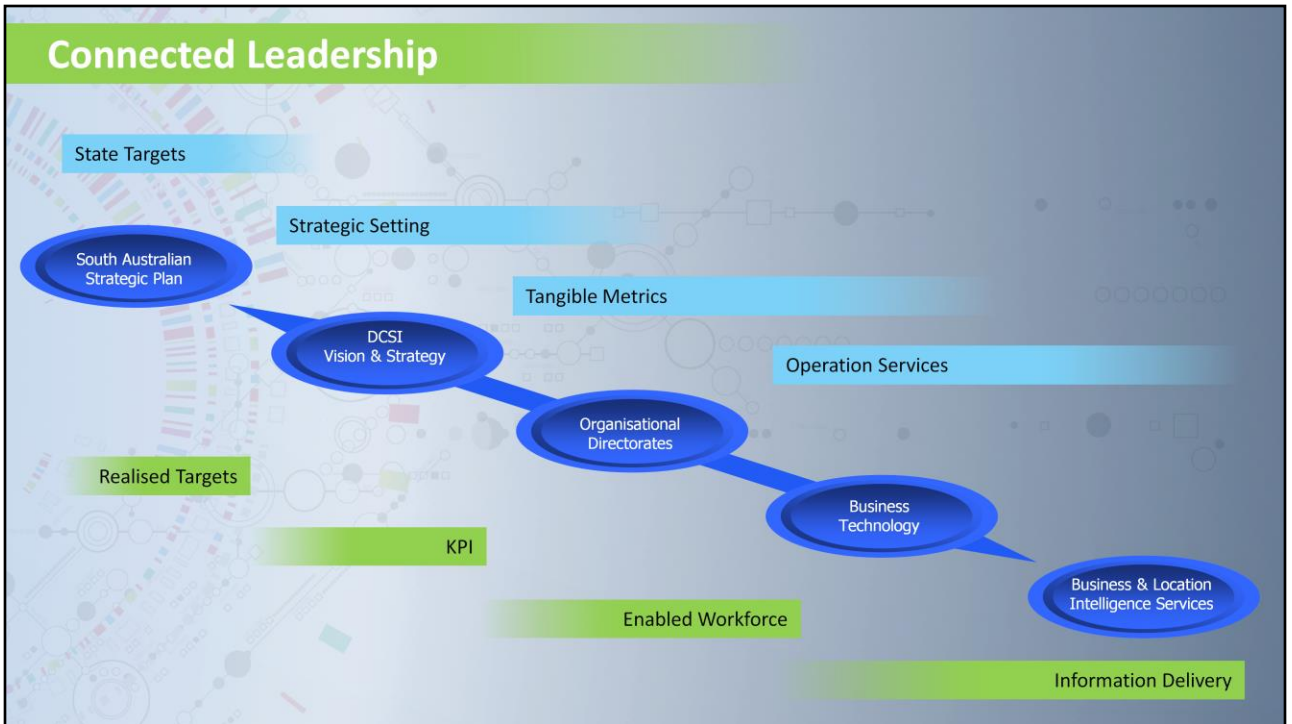 Connected Leadership
State Targets
Strategic Setting
South Australian
Strategic Plan
Tangible Metrics
DCSI
Vision & Strategy
Operation Services
Organisational
Directorates
Realised Targets
Business
Technology
KPI
Business & Location
Intelligence Services
Enabled Workforce
Information Delivery